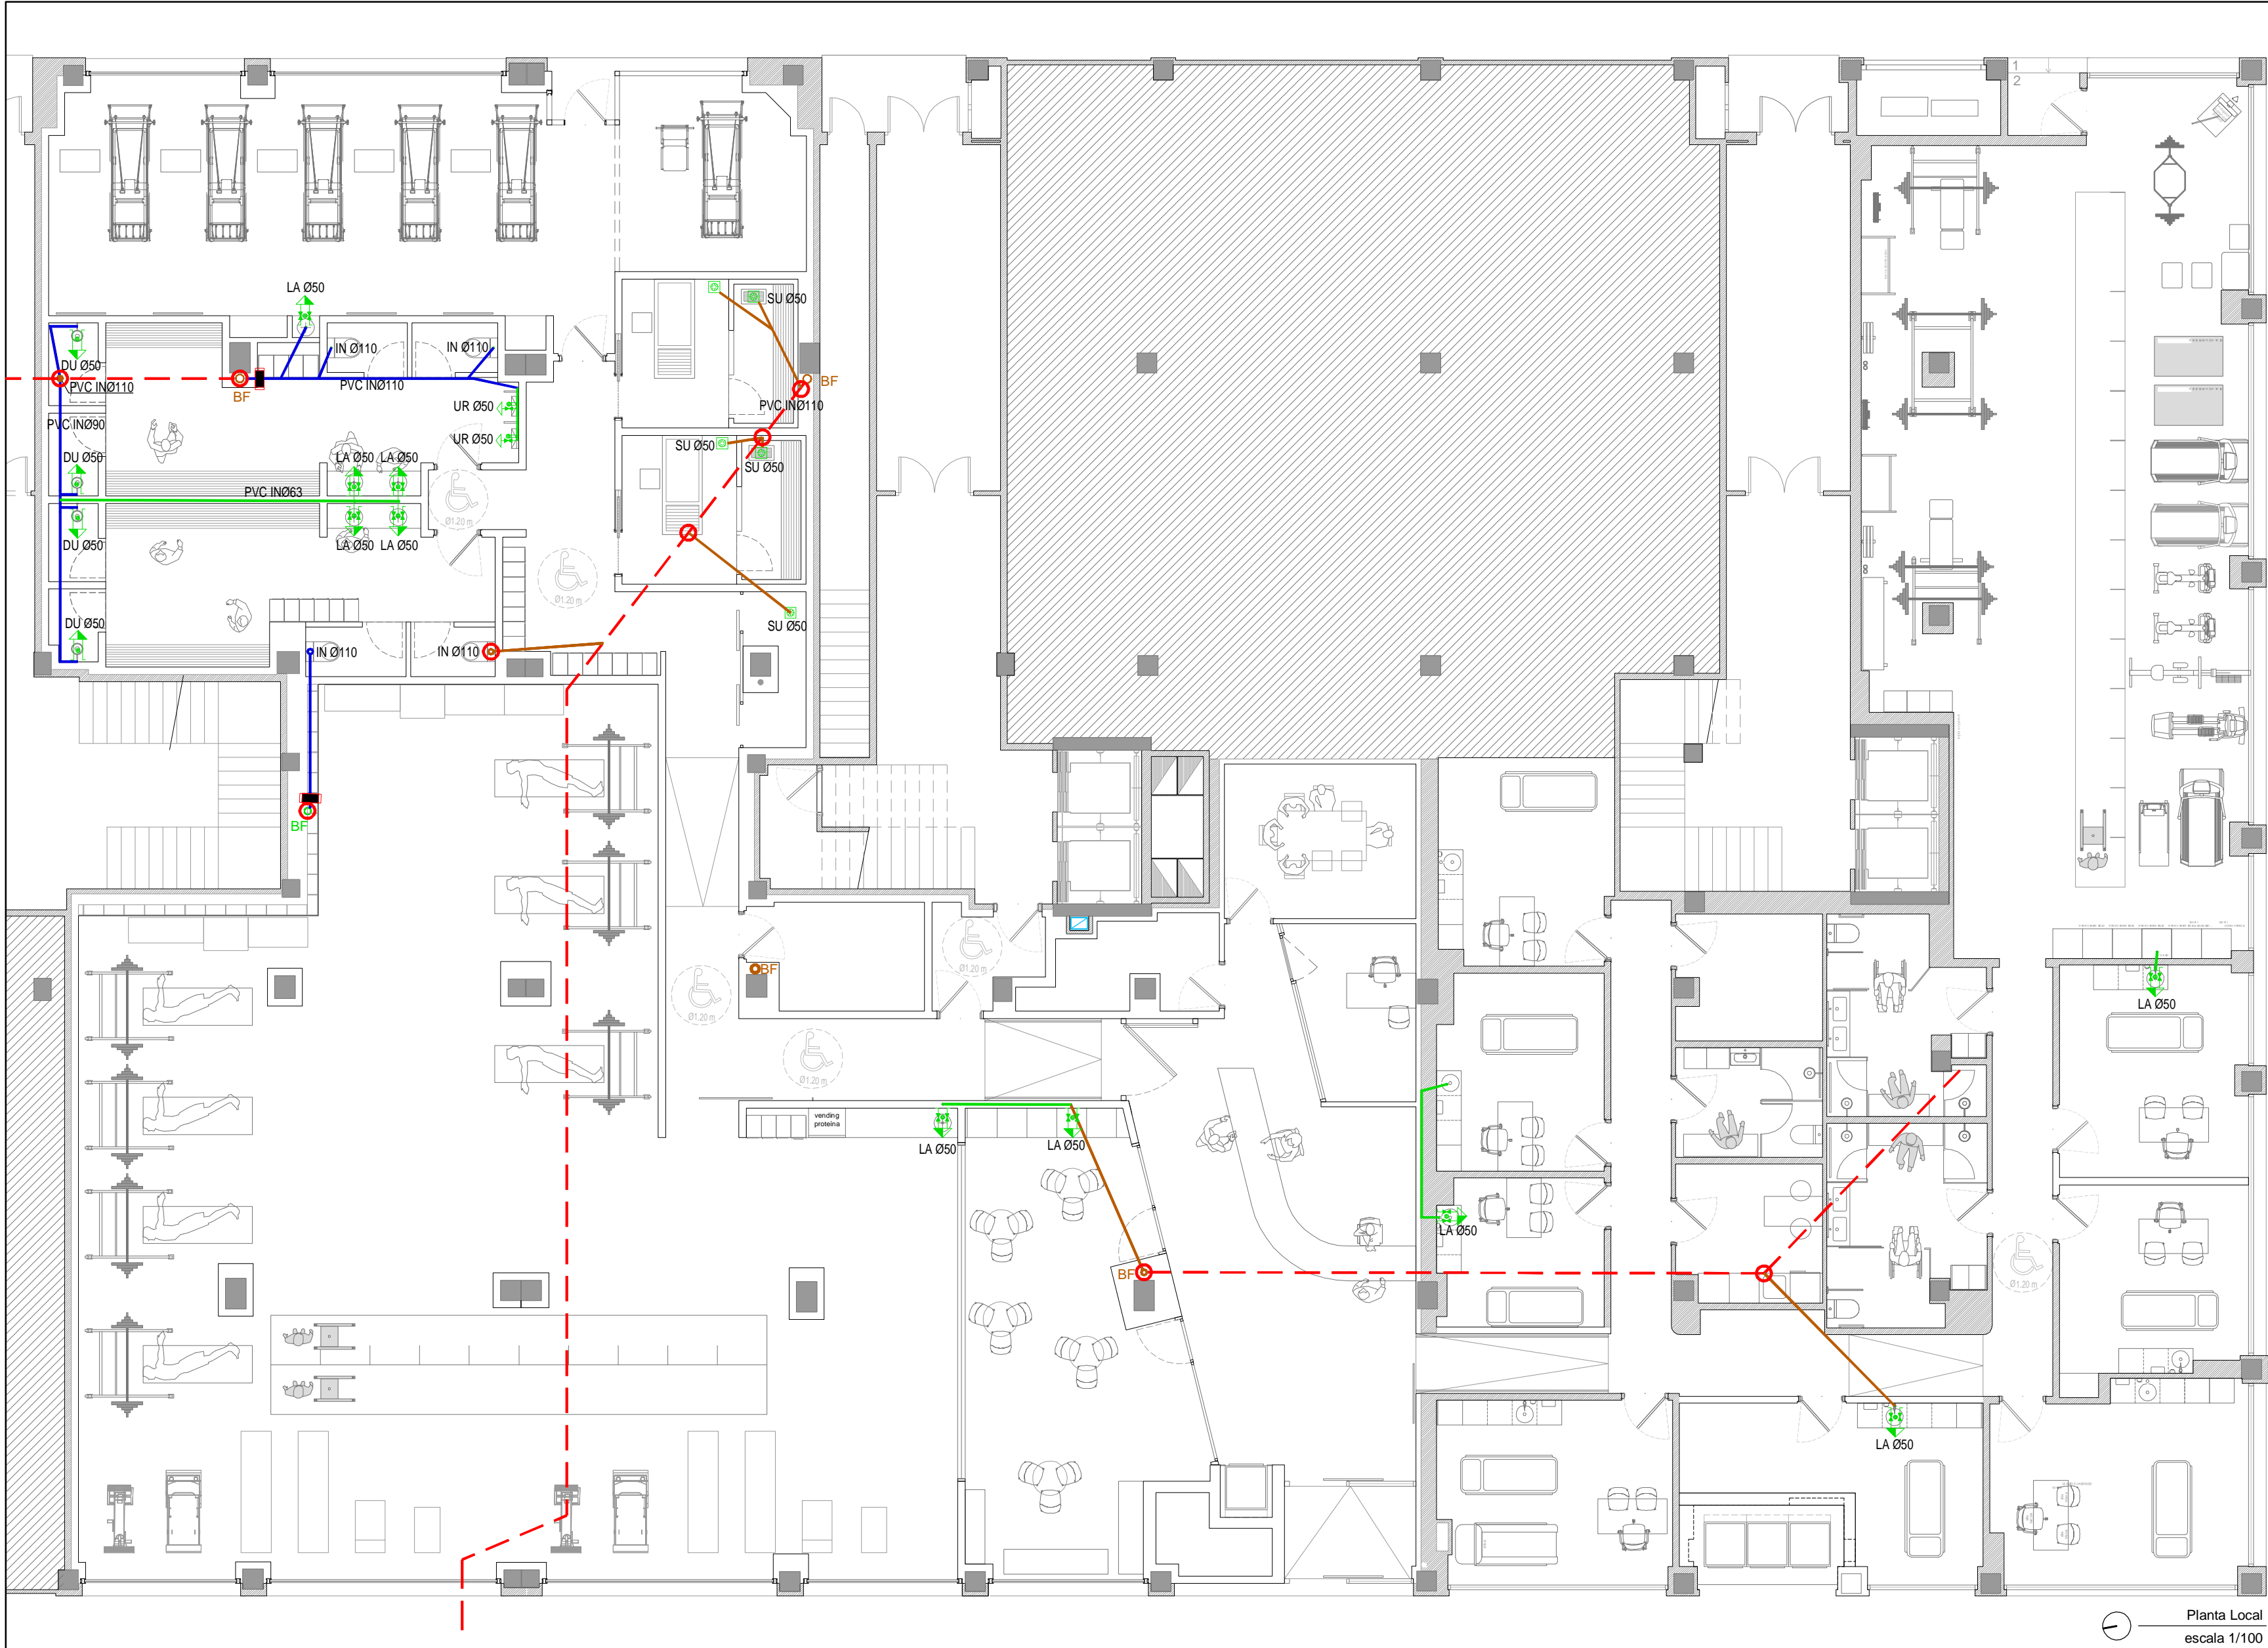 1
2
LA Ø50
SU Ø50
IN Ø110
IN Ø110
DU Ø50
PVC INØ110
PVC INØ110
BF
BF
PVC INØ110
UR Ø50
PVC INØ90
UR Ø50
SU Ø50
DU Ø50
LA Ø50
LA Ø50
SU Ø50
PVC INØ63
Ø1.20 m
DU Ø50
LA Ø50
LA Ø50
Ø1.20 m
DU Ø50
SU Ø50
IN Ø110
IN Ø110
BF
BF
Ø1.20 m
LA Ø50
Ø1.20 m
Ø1.20 m
vending
proteina
LA Ø50
LA Ø50
LA Ø50
BF
Ø1.20 m
LA Ø50
Planta Local
escala 1/100